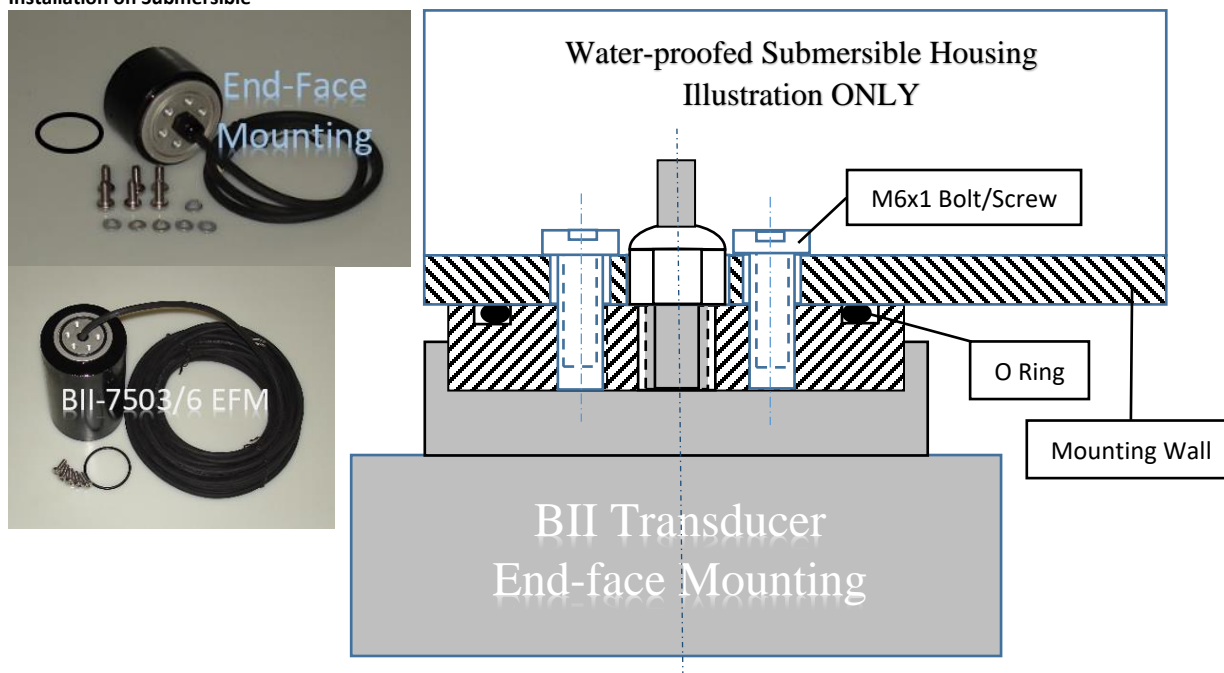 Installation on Submersible
End-Face
Mounting
BII-7503/6 EFM
Water-proofed Submersible Housing
Illustration ONLY
M6x1 Bolt/Screw
O Ring
Mounting Wall
BII Transducer
End-face Mounting